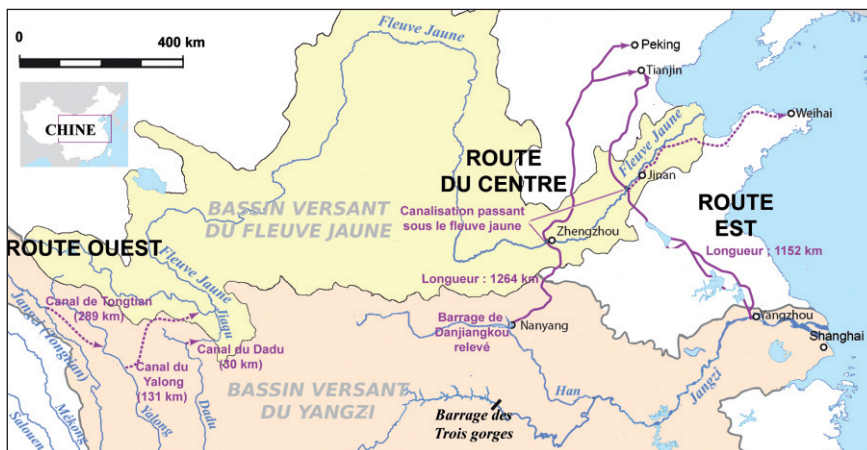 0
400 km
CHINE
Fleuve Jaune
Peking
Tianjin
Weihai
Fleuve Jaune
Jinan
ROUTE
DU CENTRE
BASSIN VERSANT
DU FLEUVE JAUNE
Canalisation passant
sous le fleuve jaune
ROUTE
EST
Zhengzhou
Longueur : 1152 km
ROUTE OUEST
Fleuve Jaune
Longueur : 1264 km
Canal de Tongtian
(289 km)
Jiaqu
Jangzi (Tongtian)
Barrage de
Danjiangkou
relevé
Nanyang
Yangzhou
Shanghai
Canal du Dadu
(30 km)
Canal du
Yalong
(131 km)
BASSIN VERSANT
DU YANGZI
Han
Jangzi
Salouen
Mékong
Yalong
Dadu
Barrage des
Trois gorges